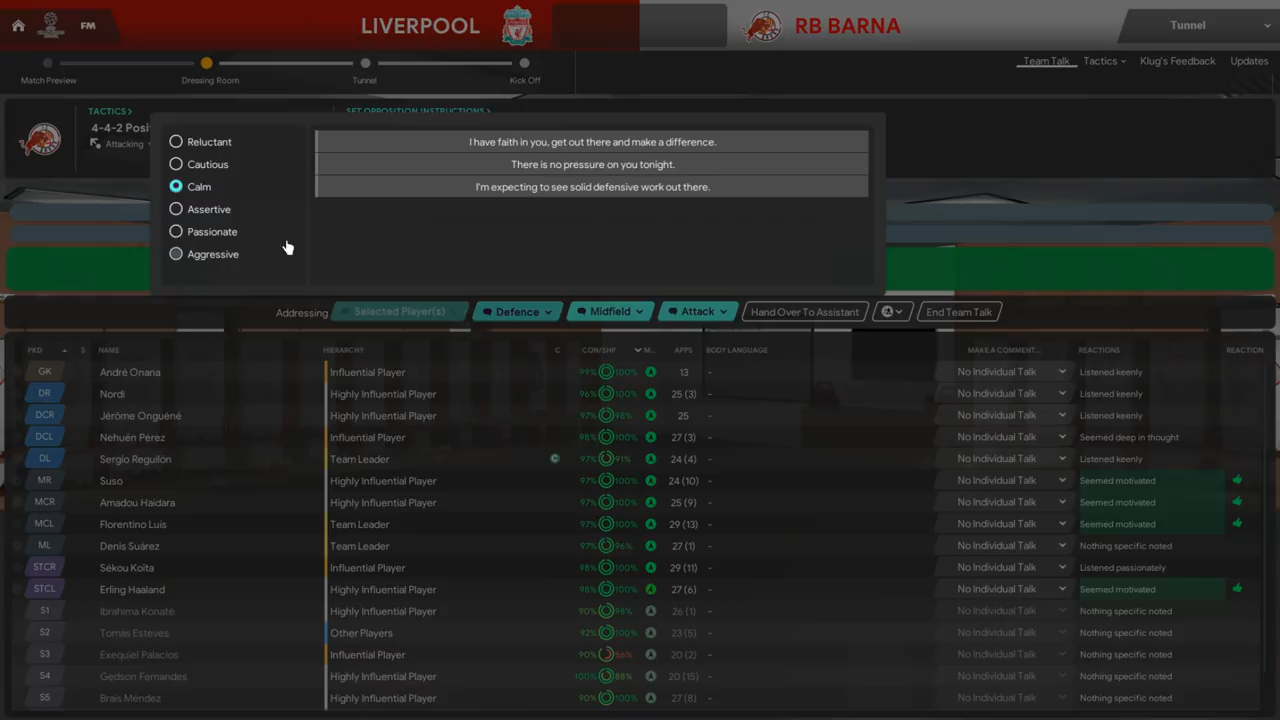 FM
LIVERPOOL
RB BARNA
Tunnel
Match Preview
Dressing Room
Tunnel
Kick Off
Team Talk
Tactics
Klug's Feedback
Updates
TACTICS >
SET OPPOSITION INSTRUCTIONS >
4-4-2 Posi
Attacking
Reluctant
Cautious
Calm
Assertive
Passionate
Aggressive
I have faith in you, get out there and make a difference.
There is no pressure on you tonight.
I'm expecting to see solid defensive work out there.
Addressing
Selected Player(s)
Defence
Midfield
Attack
Hand Over To Assistant
End Team Talk
PKD S NAME HIERARCHY C CON/SHP M... APPS BODY LANGUAGE MAKE A COMMENT... REACTIONS REACTION
GK André Onana Influential Player 99% 100% 13 - No Individual Talk Listened keenly
DR Nordi Highly Influential Player 96% 100% 25 (3) - No Individual Talk Listened keenly
DCR Jérôme Onguéné Highly Influential Player 97% 98% 25 - No Individual Talk Listened keenly
DCL Nehuén Pérez Influential Player 98% 100% 27 (3) - No Individual Talk Seemed deep in thought
DL Sergio Reguilón Team Leader C 97% 91% 24 (4) - No Individual Talk Listened keenly
MR Suso Highly Influential Player 97% 100% 24 (10) - No Individual Talk Seemed motivated
MCR Amadou Haidara Highly Influential Player 97% 100% 25 (9) - No Individual Talk Seemed motivated
MCL Florentino Luis Team Leader 97% 100% 29 (13) - No Individual Talk Seemed motivated
ML Denis Suárez Team Leader 97% 96% 27 (1) - No Individual Talk Nothing specific noted
STCR Sékou Koïta Influential Player 98% 100% 29 (11) - No Individual Talk Listened passionately
STCL Erling Haaland Highly Influential Player 98% 100% 27 (6) - No Individual Talk Seemed motivated
S1 Ibrahima Konaté Highly Influential Player 90% 98% 26 (1) - No Individual Talk Nothing specific noted
S2 Tomás Esteves Other Players 92% 100% 23 (5) - No Individual Talk Nothing specific noted
S3 Exequiel Palacios Influential Player 90% 56% 20 (2) - No Individual Talk Nothing specific noted
S4 Gedson Fernandes Highly Influential Player 100% 88% 20 (15) - No Individual Talk Nothing specific noted
S5 Brais Méndez Highly Influential Player 90% 100% 27 (8) - No Individual Talk Nothing specific noted